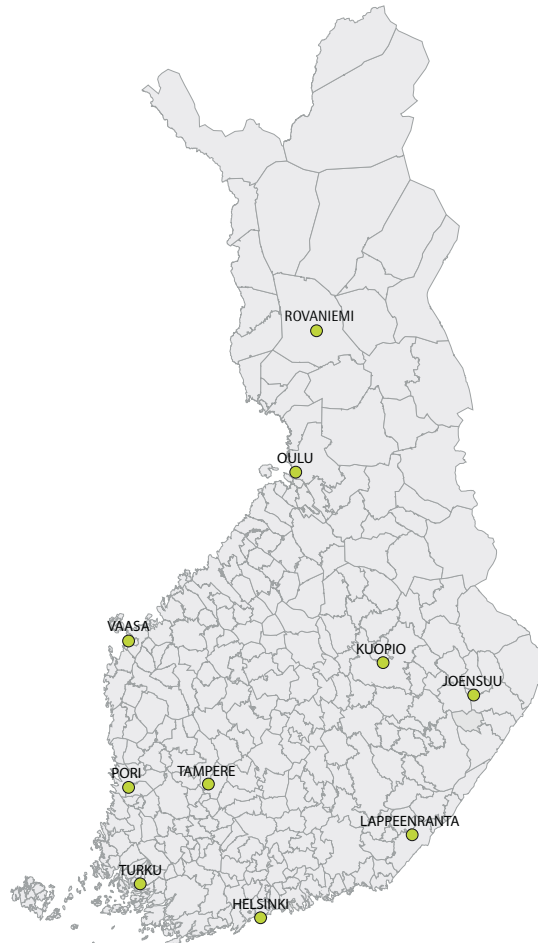 ROVANIEMI
OULU
VAASA
KUOPIO
JOENSUU
PORI
TAMPERE
LAPPEENRANTA
TURKU
HELSINKI